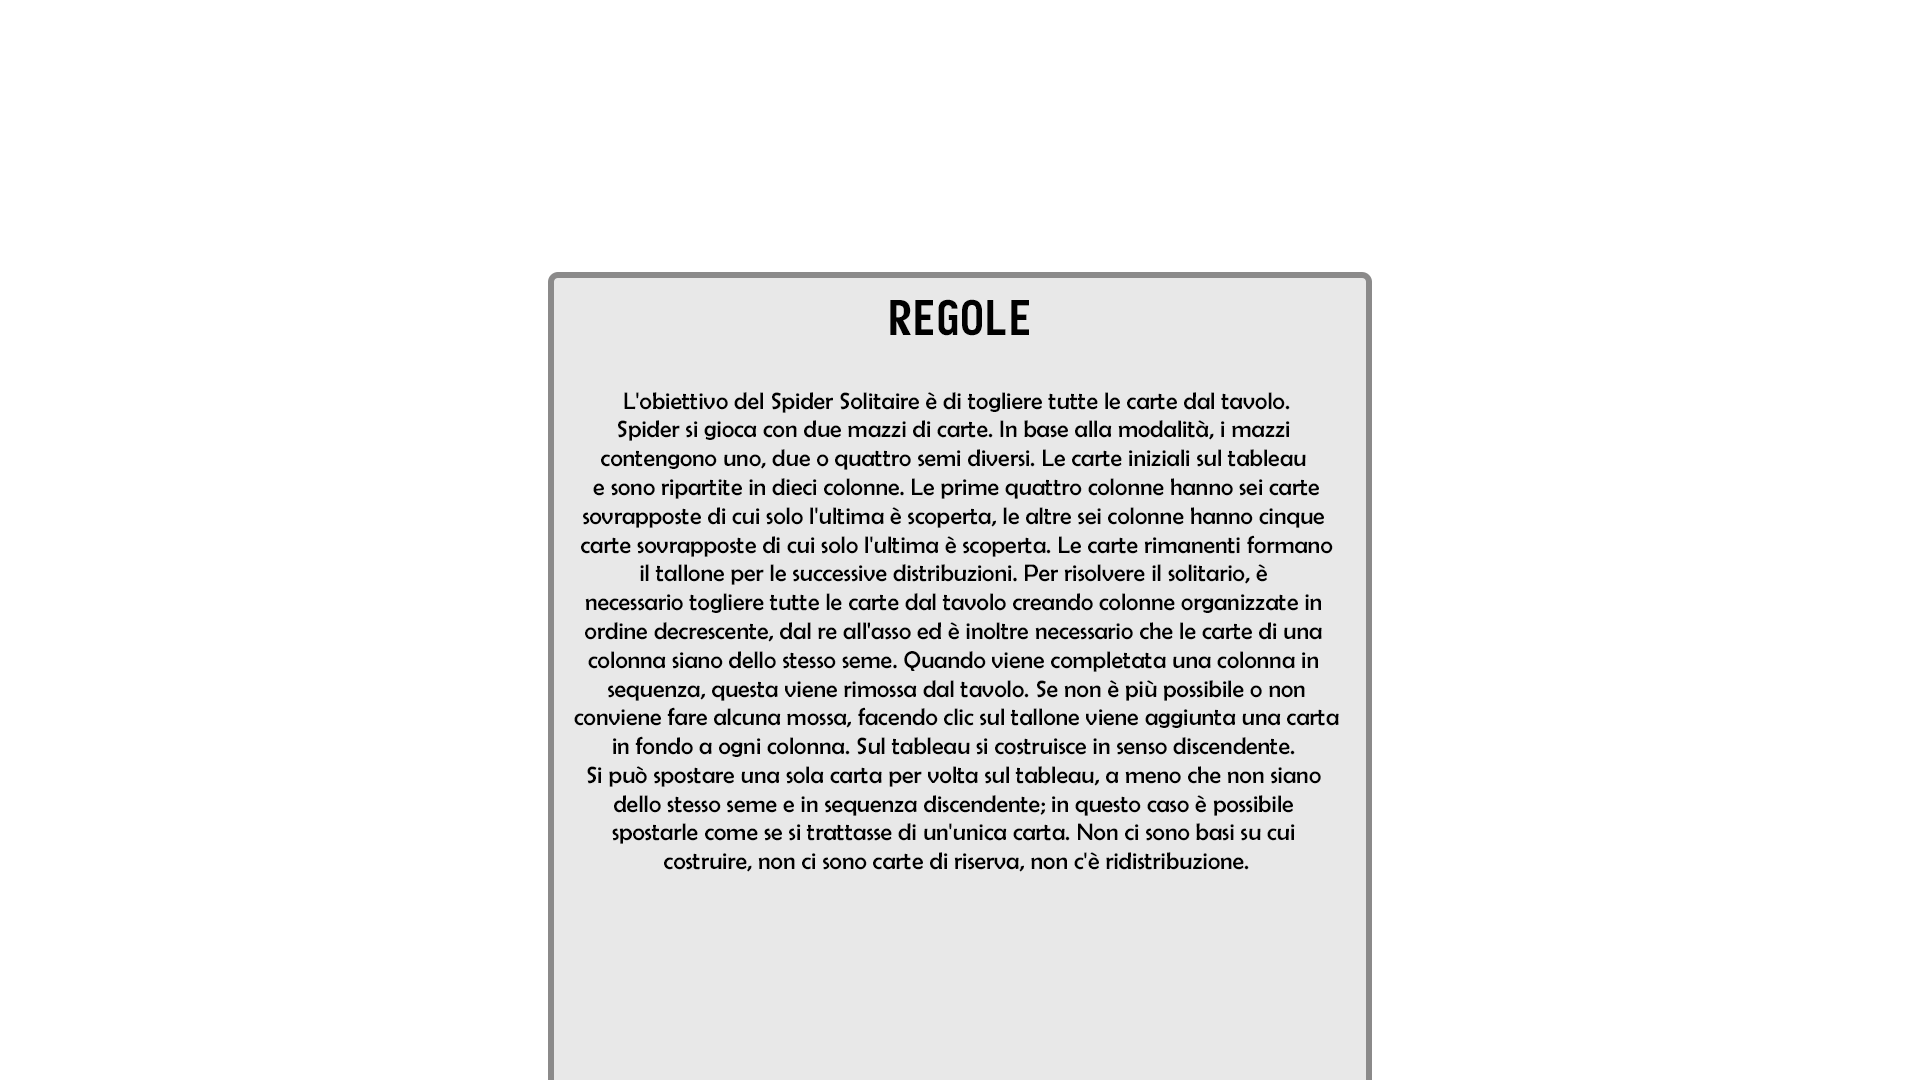 REGOLE
L'obiettivo del Spider Solitaire è di togliere tutte le carte dal tavolo.
Spider si gioca con due mazzi di carte. In base alla modalità, i mazzi
contengono uno, due o quattro semi diversi. Le carte iniziali sul tableau
e sono ripartite in dieci colonne. Le prime quattro colonne hanno sei carte
sovrapposte di cui solo l'ultima è scoperta, le altre sei colonne hanno cinque
carte sovrapposte di cui solo l'ultima è scoperta. Le carte rimanenti formano
il tallone per le successive distribuzioni. Per risolvere il solitario, è
necessario togliere tutte le carte dal tavolo creando colonne organizzate in
ordine decrescente, dal re all'asso ed è inoltre necessario che le carte di una
colonna siano dello stesso seme. Quando viene completata una colonna in
sequenza, questa viene rimossa dal tavolo. Se non è più possibile o non
conviene fare alcuna mossa, facendo clic sul tallone viene aggiunta una carta
in fondo a ogni colonna. Sul tableau si costruisce in senso discendente.
Si può spostare una sola carta per volta sul tableau, a meno che non siano
dello stesso seme e in sequenza discendente; in questo caso è possibile
spostarle come se si trattasse di un'unica carta. Non ci sono basi su cui
costruire, non ci sono carte di riserva, non c'è ridistribuzione.